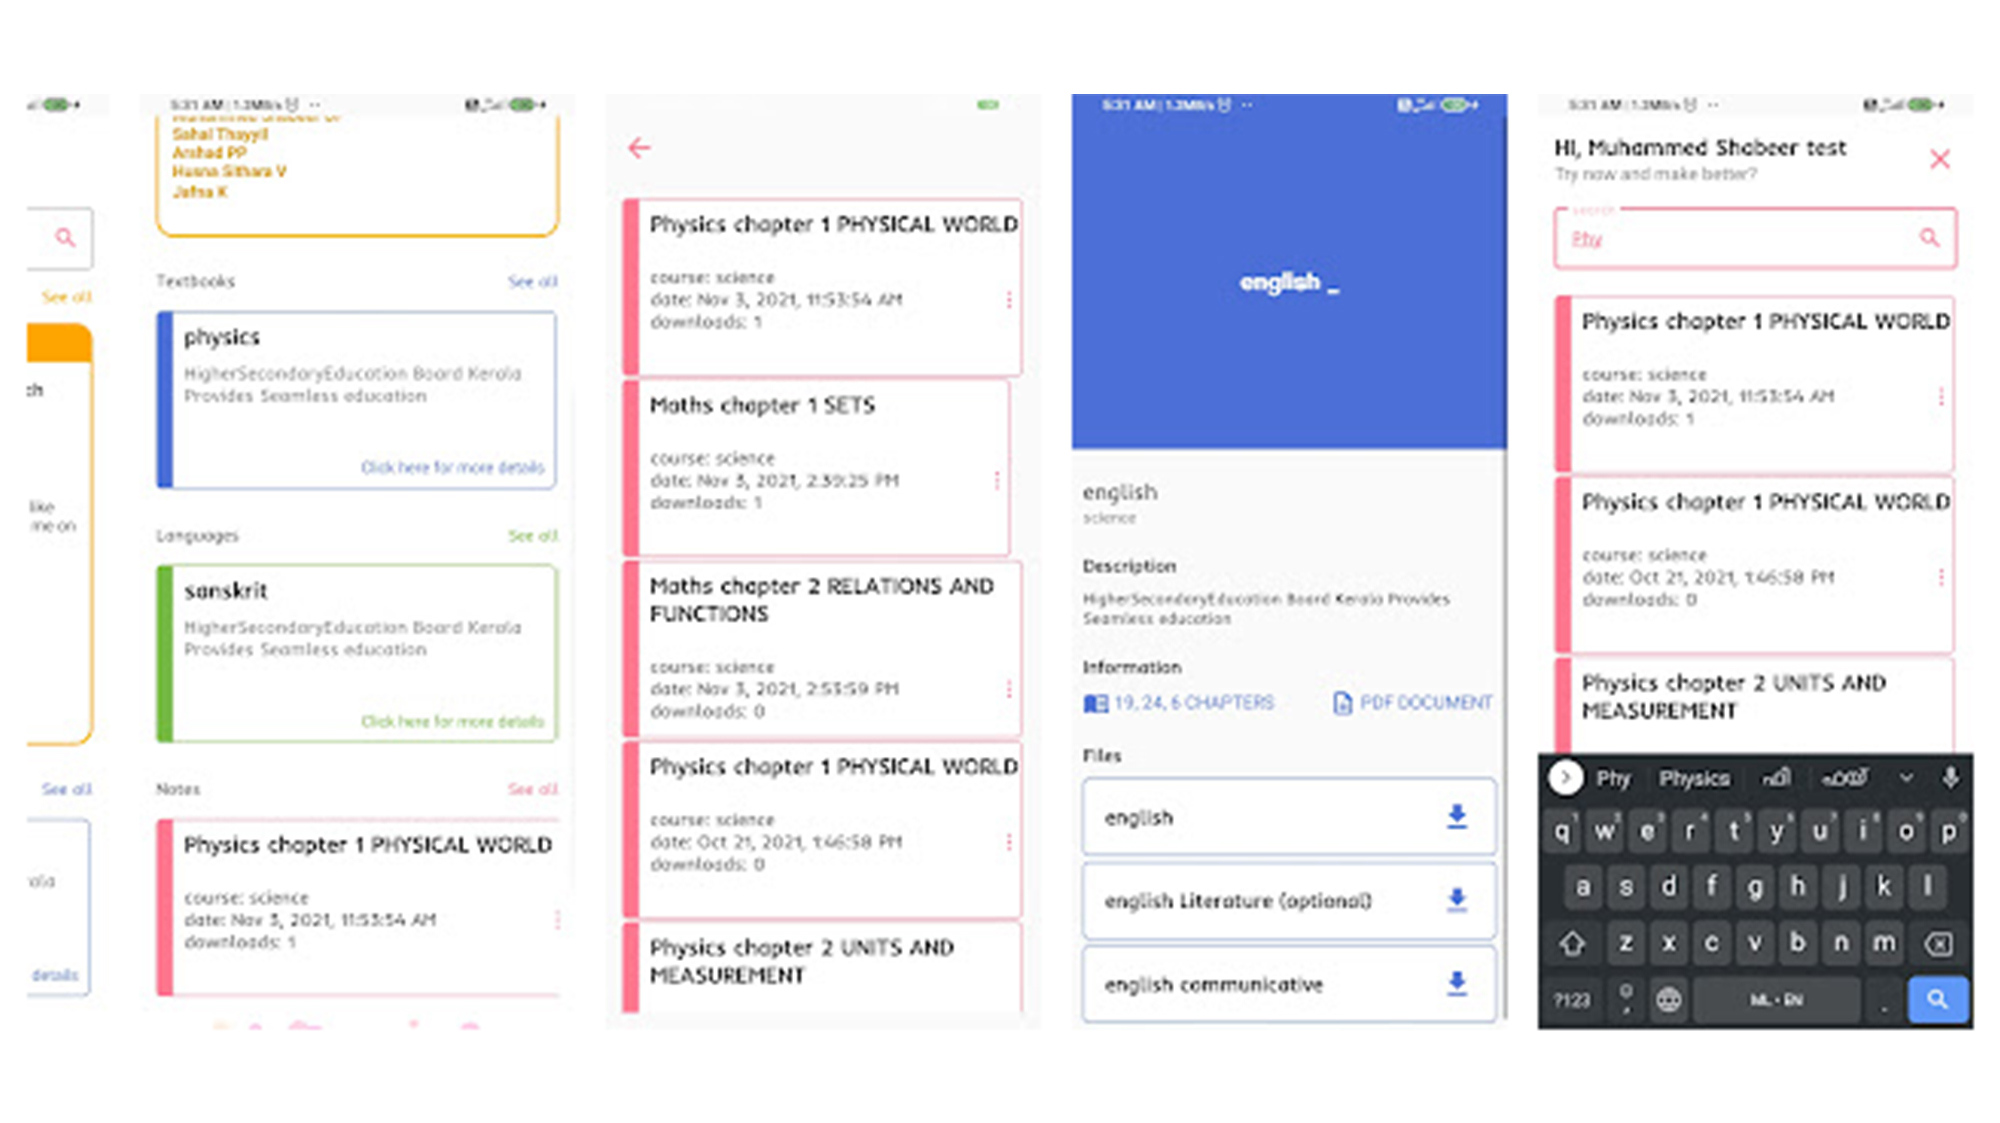 See all
ch
like
me on
See all
details
5:31 AM | 1.3MB/s
Sahal Thayyil
Arshad PP
Husna Sithara V
Jafna K
Textbooks
See all
physics
HigherSecondaryEducation Board Kerala
Provides Seamless education
Click here for more details
Languages
See all
sanskrit
HigherSecondaryEducation Board Kerala
Provides Seamless education
Click here for more details
Notes
See all
Physics chapter 1 PHYSICAL WORLD
course: science
date: Nov 3, 2021, 11:53:54 AM
downloads: 1
Physics chapter 1 PHYSICAL WORLD
course: science
date: Nov 3, 2021, 11:53:54 AM
downloads: 1
Maths chapter 1 SETS
course: science
date: Nov 3, 2021, 2:39:25 PM
downloads: 1
Maths chapter 2 RELATIONS AND
FUNCTIONS
course: science
date: Nov 3, 2021, 2:53:59 PM
downloads: 0
Physics chapter 1 PHYSICAL WORLD
course: science
date: Oct 21, 2021, 1:46:58 PM
downloads: 0
Physics chapter 2 UNITS AND
MEASUREMENT
5:31 AM | 1.3MB/s
english _
english
science
Description
HigherSecondaryEducation Board Kerala Provides
Seamless education
Information
19, 24, 6 CHAPTERS
PDF DOCUMENT
Files
english
english Literature (optional)
english communicative
5:31 AM | 1.3MB/s
HI, Muhammed Shabeer test
Try now and make better?
search
Phy
Physics chapter 1 PHYSICAL WORLD
course: science
date: Nov 3, 2021, 11:53:54 AM
downloads: 1
Physics chapter 1 PHYSICAL WORLD
course: science
date: Oct 21, 2021, 1:46:58 PM
downloads: 0
Physics chapter 2 UNITS AND
MEASUREMENT
Phy Physics
q w e r t y u i o p
a s d f g h j k l
z x c v b n m
?123 , ML • EN .